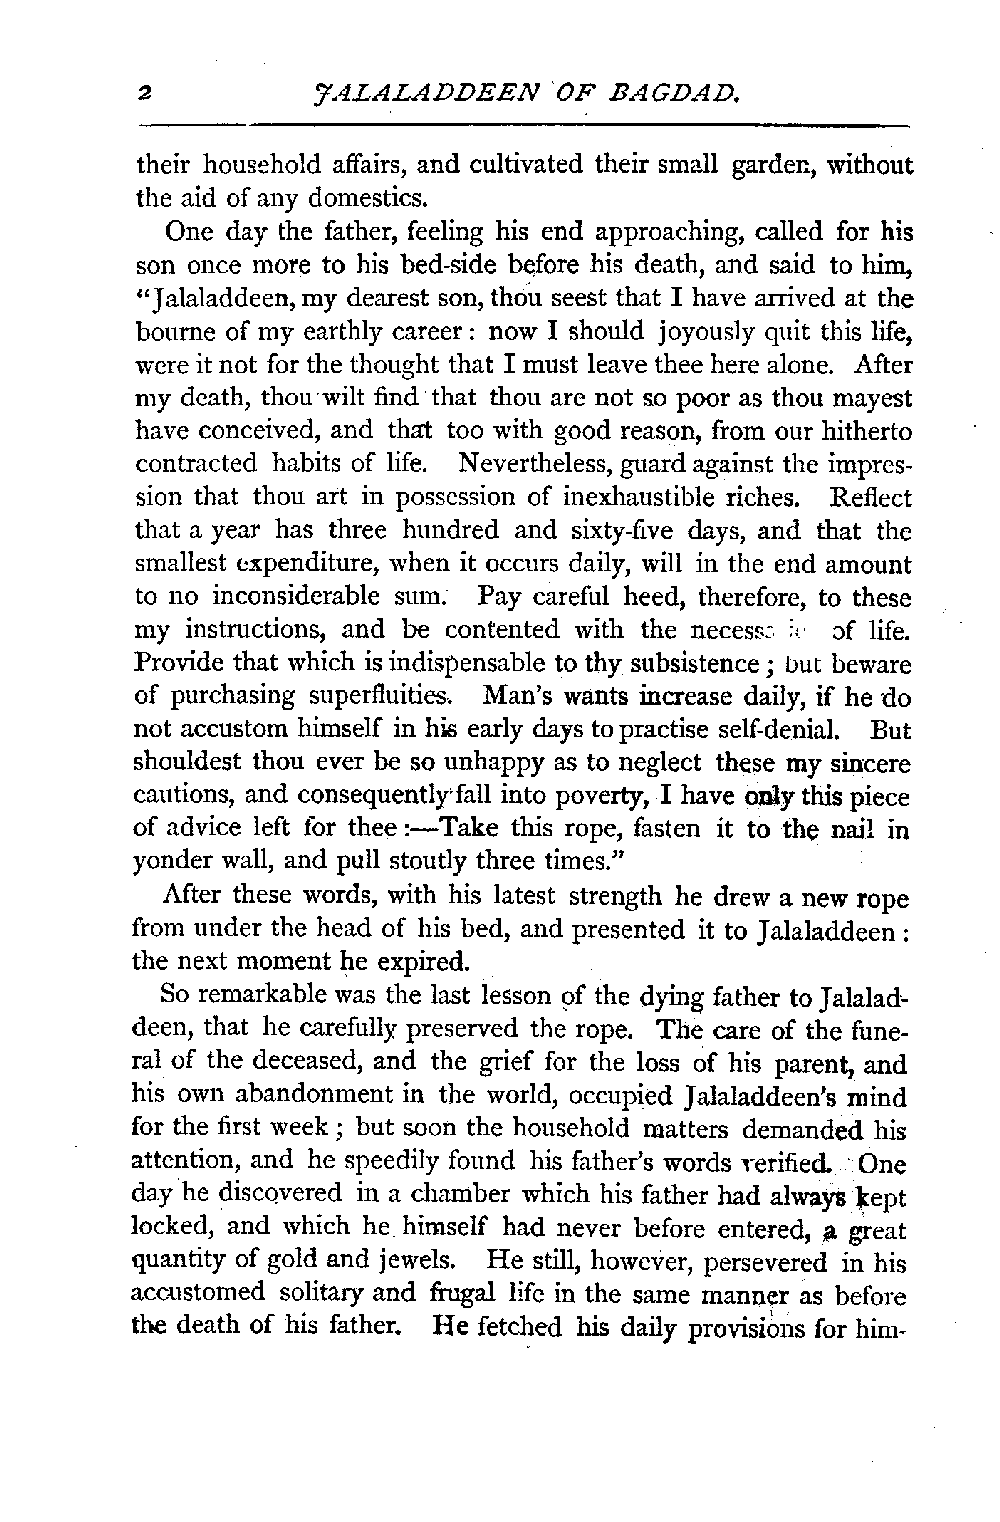 2 JALALADDEEN OF BAGDAD.
their household affairs, and cultivated their small garden, without
the aid of any domestics.
One day the father, feeling his end approaching, called for his
son once more to his bed-side before his death, and said to him,
"Jalaladdeen, my dearest son, thou seest that I have arrived at the
bourne of my earthly career : now I should joyously quit this life,
were it not for the thought that I must leave thee here alone. After
my death, thou wilt find that thou are not so poor as thou mayest
have conceived, and that too with good reason, from our hitherto
contracted habits of life. Nevertheless, guard against the impres-
sion that thou art in possession of inexhaustible riches. Reflect
that a year has three hundred and sixty-five days, and that the
smallest expenditure, when it occurs daily, will in the end amount
to no inconsiderable sum. Pay careful heed, therefore, to these
my instructions, and be contented with the of life.
Provide that which is indispensable to thy subsistence ; but beware
of purchasing superfluities. Man's wants increase daily, if he do
not accustom himself in his early days to practise self-denial. But
shouldest thou ever be so unhappy as to neglect these my sincere
cautions, and consequently fall into poverty, I have only this piece
of advice left for thee :—Take this rope, fasten it to the nail in
yonder wall, and pull stoutly three times."
After these words, with his latest strength he drew a new rope
from under the head of his bed, and presented it to Jalaladdeen :
the next moment he expired.
So remarkable was the last lesson of the dying father to Jalalad-
deen, that he carefully preserved the rope. The care of the fune-
ral of the deceased, and the grief for the loss of his parent, and
his own abandonment in the world, occupied Jalaladdeen's mind
for the first week ; but soon the household matters demanded his
attention, and he speedily found his father's words verified. One
day he discovered in a chamber which his father had always kept
locked, and which he himself had never before entered, a great
quantity of gold and jewels. He still, however, persevered in his
accustomed solitary and frugal life in the same manner as before
the death of his father. He fetched his daily provisions for him-